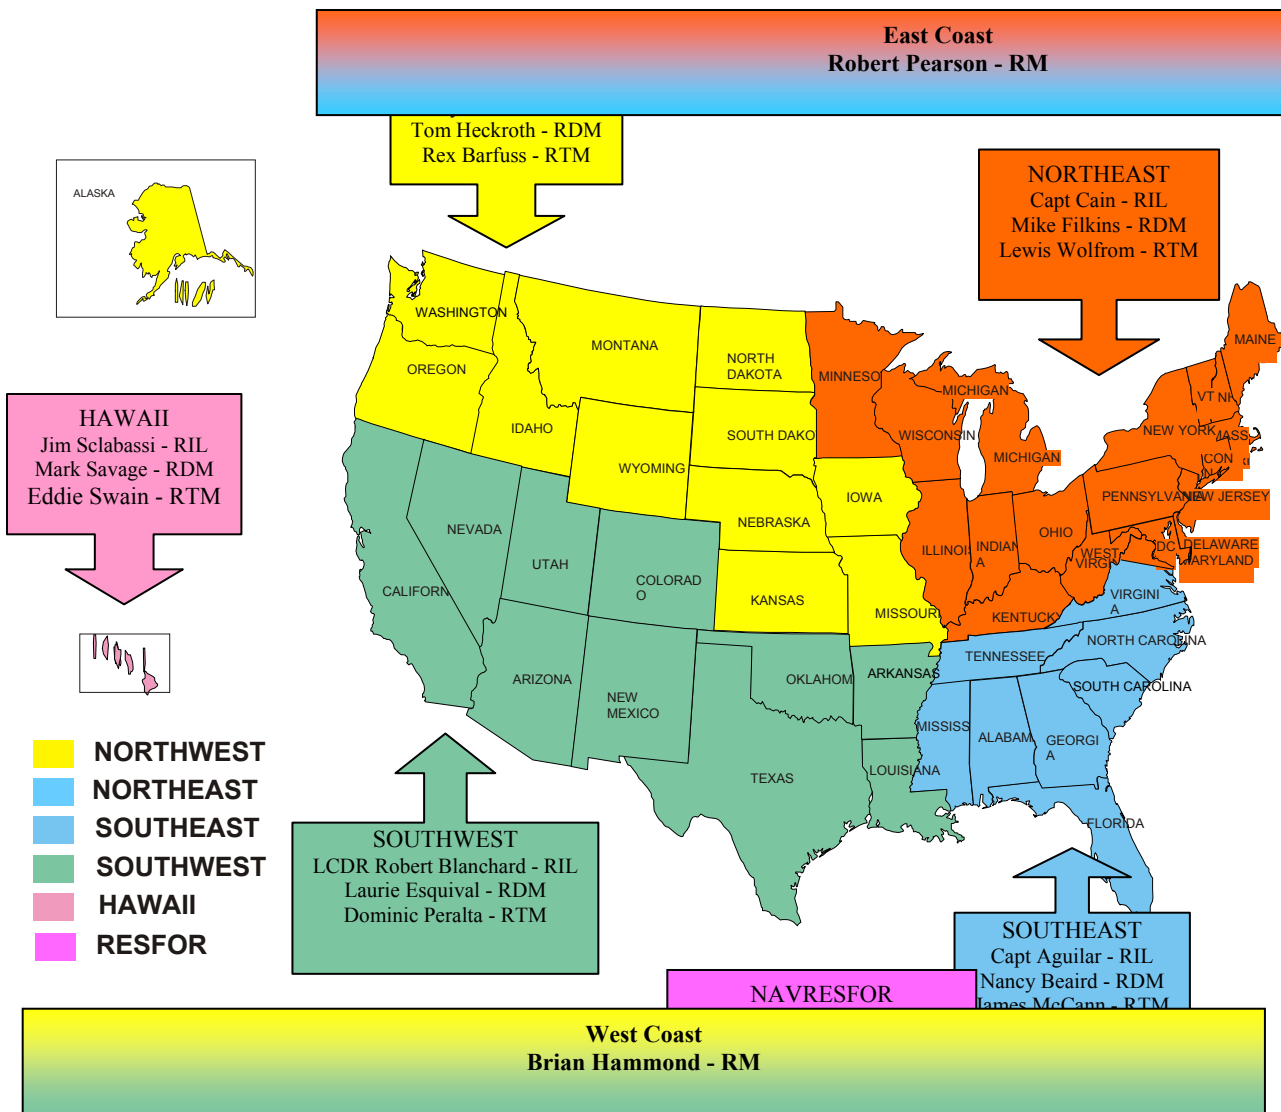 East Coast
Robert Pearson - RM
Tom Heckroth - RDM
Rex Barfuss - RTM
NORTHEAST
Capt Cain - RIL
Mike Filkins - RDM
Lewis Wolfrom - RTM
ALASKA
HAWAII
Jim Sclabassi - RIL
Mark Savage - RDM
Eddie Swain - RTM
WASHINGTON
OREGON
IDAHO
MONTANA
WYOMING
NORTH
DAKOTA
SOUTH DAKO
NEBRASKA
KANSAS
IOWA
MISSOURI
MINNESO
WISCONSIN
MICHIGAN
MICHIGAN
ILLINOIS
INDIAN
A
OHIO
KENTUCKY
WEST
VIRGI
PENNSYLVANIA
NEW YORK
VT
NH
MAINE
MASS
CON
NEW JERSEY
DELAWARE
MARYLAND
DC
VIRGINI
A
NORTH CAROLINA
SOUTH CAROLINA
TENNESSEE
MISSISS
ALABAM
GEORGI
A
FLORIDA
CALIFORN
NEVADA
UTAH
COLORAD
O
ARIZONA
NEW
MEXICO
OKLAHOM
ARKANSAS
TEXAS
LOUISIANA
NORTHWEST
NORTHEAST
SOUTHEAST
SOUTHWEST
HAWAII
RESFOR
SOUTHWEST
LCDR Robert Blanchard - RIL
Laurie Esquival - RDM
Dominic Peralta - RTM
SOUTHEAST
Capt Aguilar - RIL
Nancy Beaird - RDM
James McCann - RTM
NAVRESFOR
West Coast
Brian Hammond - RM